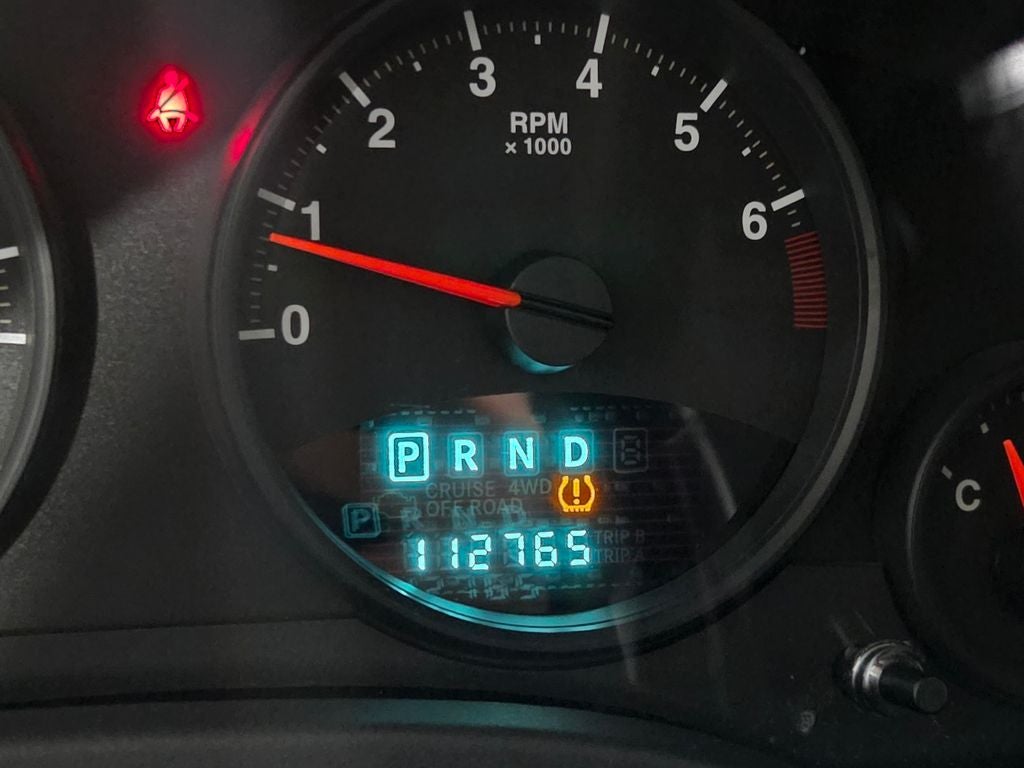 0
1
2
3
4
5
6
RPM
× 1000
P R N D
CRUISE 4WD
OFF ROAD
P
112765
TRIP B
TRIP A
C